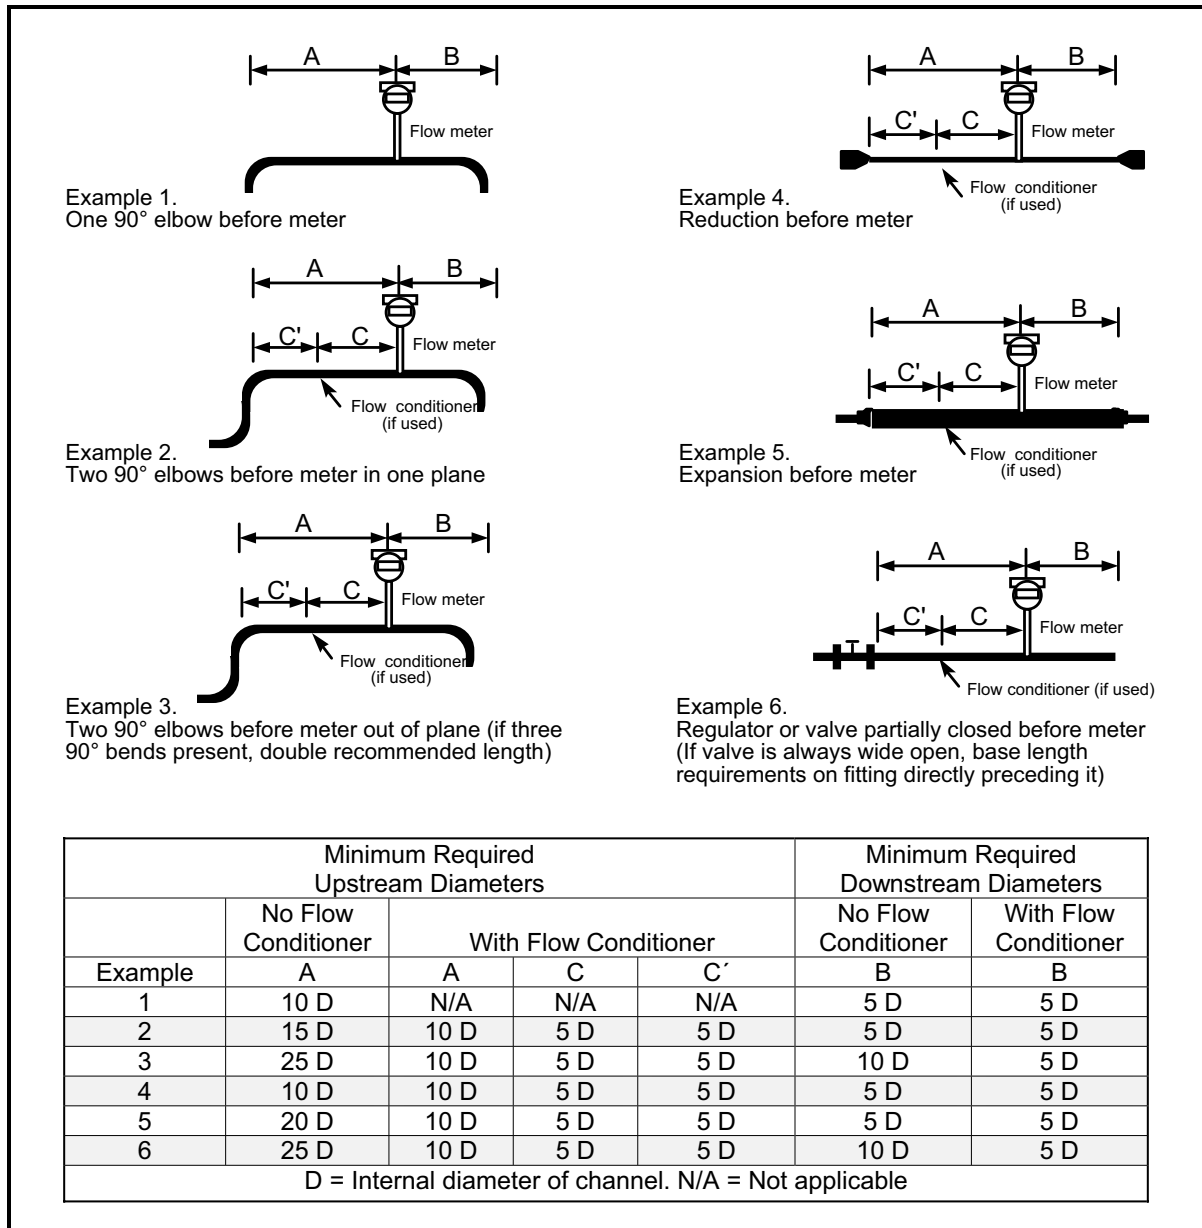 A B
Flow meter
Example 1.
One 90° elbow before meter
A B
C' C
Flow meter
Flow conditioner
(if used)
Example 2.
Two 90° elbows before meter in one plane
A B
C' C
Flow meter
Flow conditioner
(if used)
Example 3.
Two 90° elbows before meter out of plane (if three
90° bends present, double recommended length)
A B
C' C
Flow meter
Flow conditioner
(if used)
Example 4.
Reduction before meter
A B
C' C
Flow meter
Flow conditioner
(if used)
Example 5.
Expansion before meter
A B
C' C
Flow meter
Flow conditioner (if used)
Example 6.
Regulator or valve partially closed before meter
(If valve is always wide open, base length
requirements on fitting directly preceding it)
Minimum Required
Upstream Diameters
Minimum Required
Downstream Diameters
No Flow
Conditioner
With Flow Conditioner
No Flow
Conditioner
With Flow
Conditioner
Example A A C C´ B B
1 10 D N/A N/A N/A 5 D 5 D
2 15 D 10 D 5 D 5 D 5 D 5 D
3 25 D 10 D 5 D 5 D 10 D 5 D
4 10 D 10 D 5 D 5 D 5 D 5 D
5 20 D 10 D 5 D 5 D 5 D 5 D
6 25 D 10 D 5 D 5 D 10 D 5 D
D = Internal diameter of channel. N/A = Not applicable